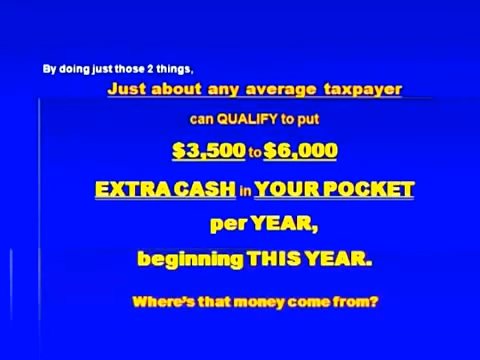 By doing just those 2 things,
Just about any average taxpayer
can QUALIFY to put
$3,500 to $6,000
EXTRA CASH in YOUR POCKET
per YEAR,
beginning THIS YEAR.
Where's that money come from?